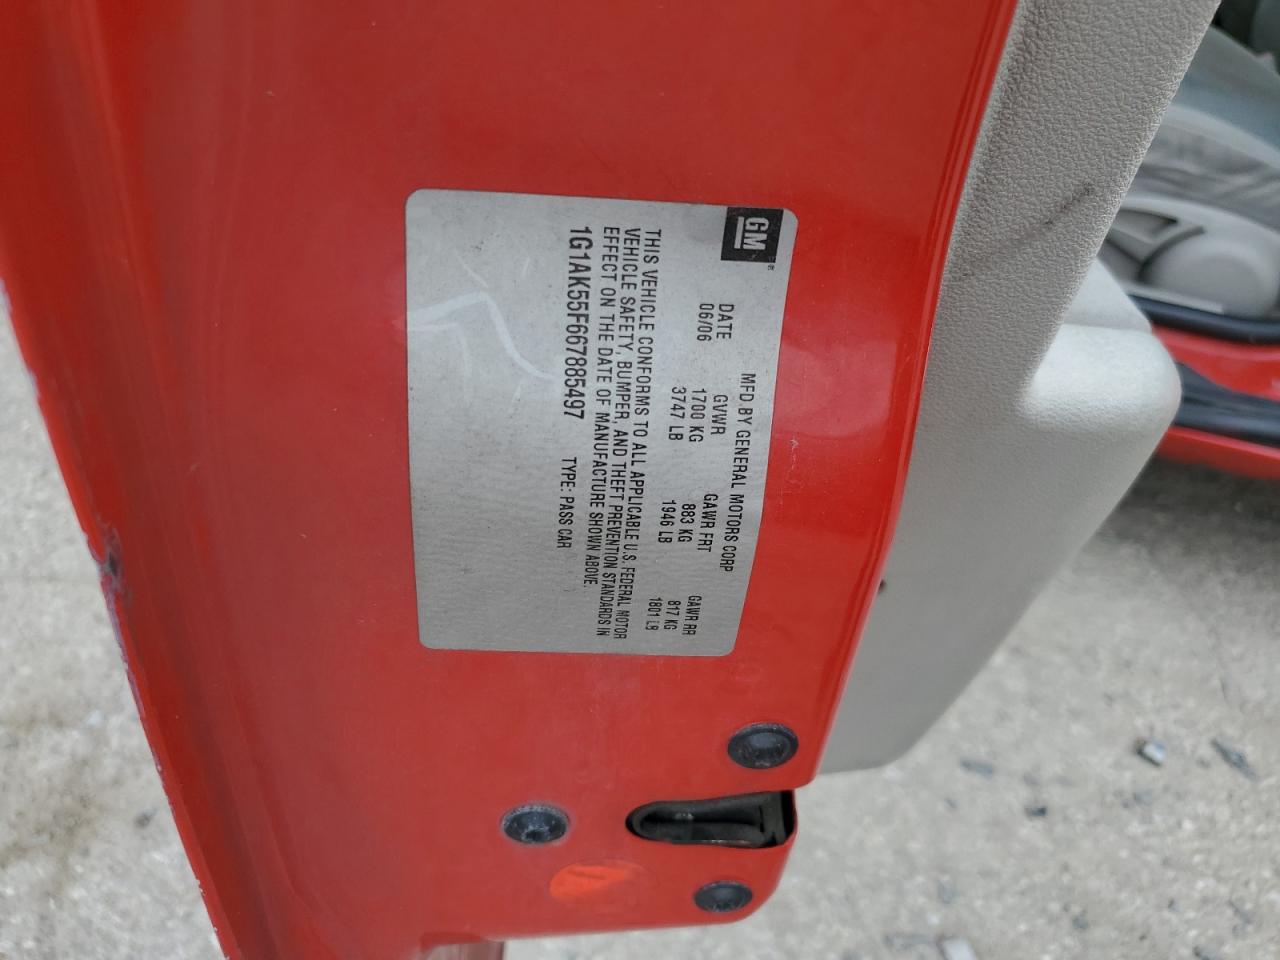 GM
MFD BY GENERAL MOTORS CORP
DATE GVWR GAWR FRT GAWR RR
06/06 1700 KG 883 KG 817 KG
3747 LB 1946 LB 1801 LB
THIS VEHICLE CONFORMS TO ALL APPLICABLE U.S. FEDERAL MOTOR
VEHICLE SAFETY, BUMPER, AND THEFT PREVENTION STANDARDS IN
EFFECT ON THE DATE OF MANUFACTURE SHOWN ABOVE.
1G1AK55F667885497 TYPE: PASS CAR